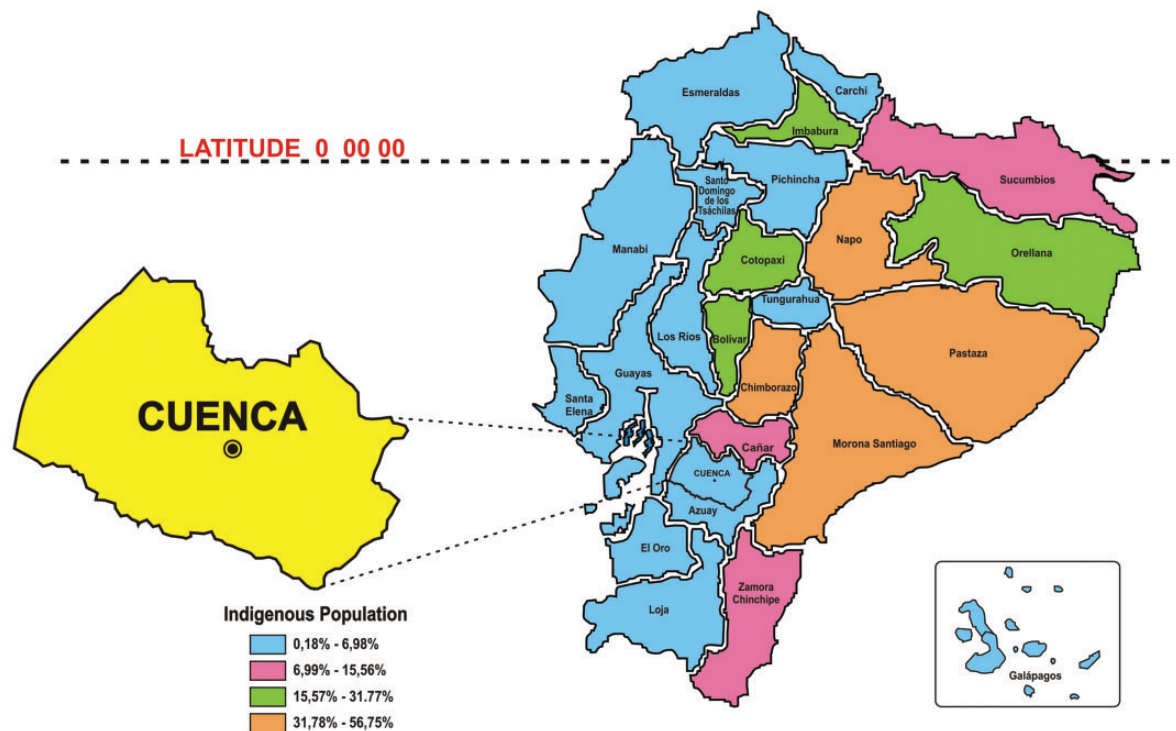 Esmeraldas
Carchi
Imbabura
LATITUDE 0 00 00
Sucumbios
Santo
Domingo
de los
Tsáchilas
Pichincha
Manabí
Napo
Orellana
Cotopaxi
Tungurahua
Los Ríos
Bolívar
Pastaza
Guayas
Chimborazo
Santa
Elena
CUENCA
Cañar
Morona Santiago
CUENCA
Azuay
El Oro
Zamora
Chinchipe
Loja
Indigenous Population
0,18% - 6,98%
6,99% - 15,56%
15,57% - 31.77%
31,78% - 56,75%
Galápagos